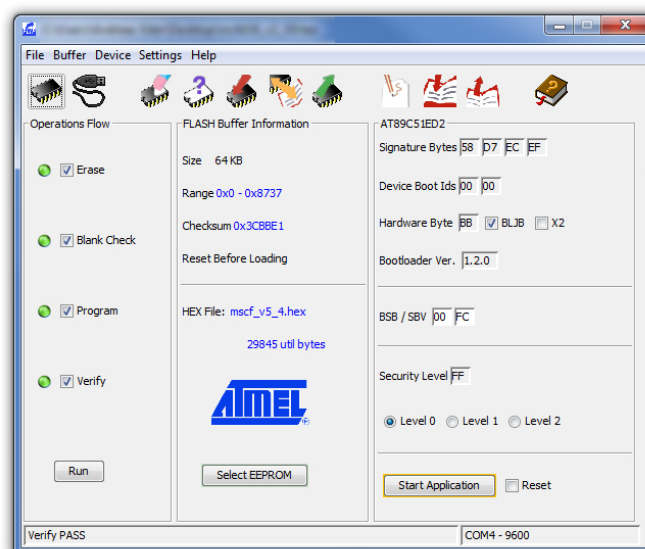 File Buffer Device Settings Help
Operations Flow
Erase
Blank Check
Program
Verify
Run
FLASH Buffer Information
Size 64 KB
Range 0x0 - 0x8737
Checksum 0x3CBBE1
Reset Before Loading
HEX File: mscf_v5_4.hex
29845 util bytes
ATMEL
Select EEPROM
AT89C51ED2
Signature Bytes 58 D7 EC EF
Device Boot Ids 00 00
Hardware Byte BB BLJB X2
Bootloader Ver. 1.2.0
BSB / SBV 00 FC
Security Level FF
Level 0 Level 1 Level 2
Start Application Reset
Verify PASS
COM4 - 9600